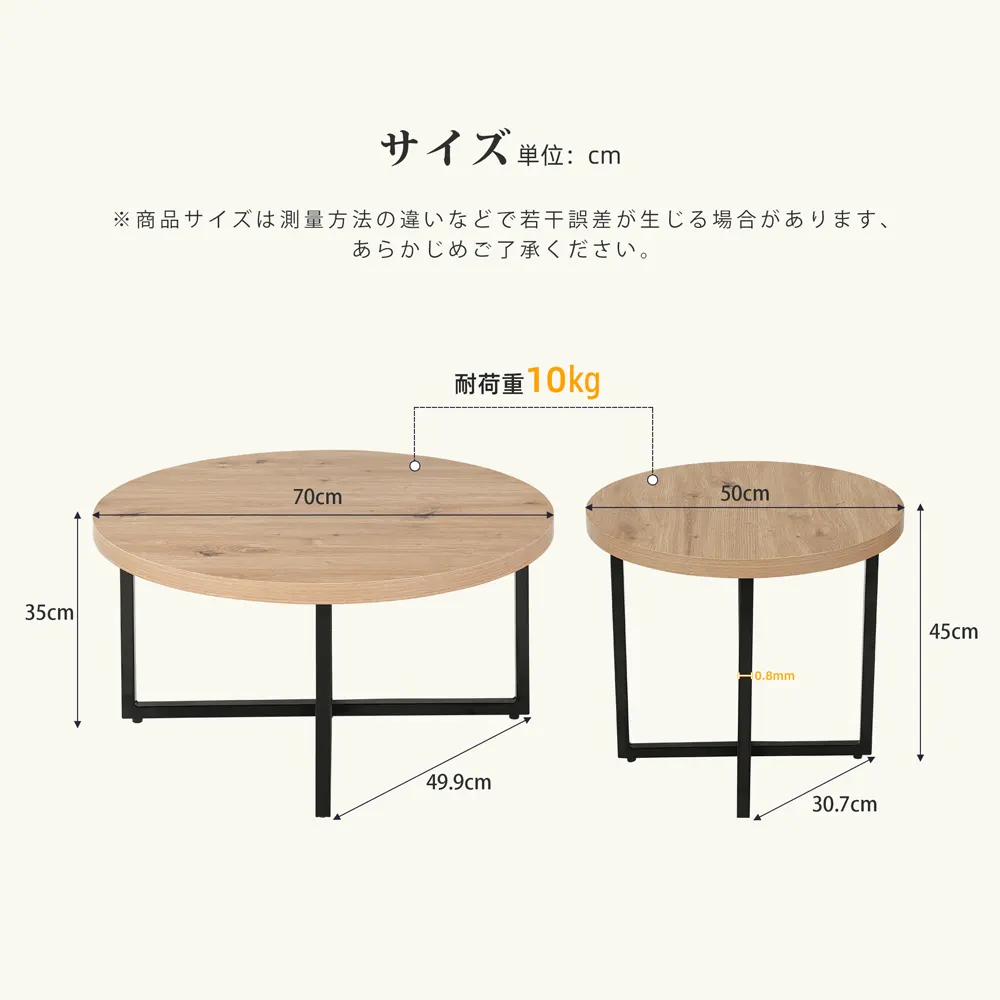 サイズ 単位：cm
※商品サイズは測量方法の違いなどで若干誤差が生じる場合があります、
あらかじめご了承ください。
耐荷重10kg
70cm
50cm
35cm
45cm
0.8mm
49.9cm
30.7cm